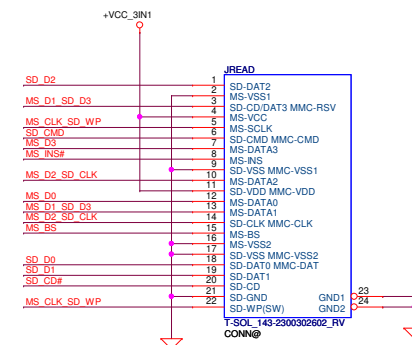 +VCC_3IN1
JREAD
SD_D2 1 SD-DAT2
2 MS-VSS1
MS_D1_SD_D3 3 SD-CD/DAT3 MMC-RSV
4 MS-VCC
MS_CLK_SD_WP 5 MS-SCLK
SD_CMD 6 SD-CMD MMC-CMD
MS_D3 7 MS-DATA3
MS_INS# 8 MS-INS
9 SD-VSS MMC-VSS1
MS_D2_SD_CLK 10 MS-DATA2
11 SD-VDD MMC-VDD
MS_D0 12 MS-DATA0
MS_D1_SD_D3 13 MS-DATA1
MS_D2_SD_CLK 14 SD-CLK MMC-CLK
MS_BS 15 MS-BS
16 MS-VSS2
17 SD-VSS MMC-VSS2
SD_D0 18 SD-DAT0 MMC-DAT
SD_D1 19 SD-DAT1
SD_CD# 20 SD-CD
21 SD-GND GND1 23
MS_CLK_SD_WP 22 SD-WP(SW) GND2 24
T-SOL_143-2300302602_RV
CONN@